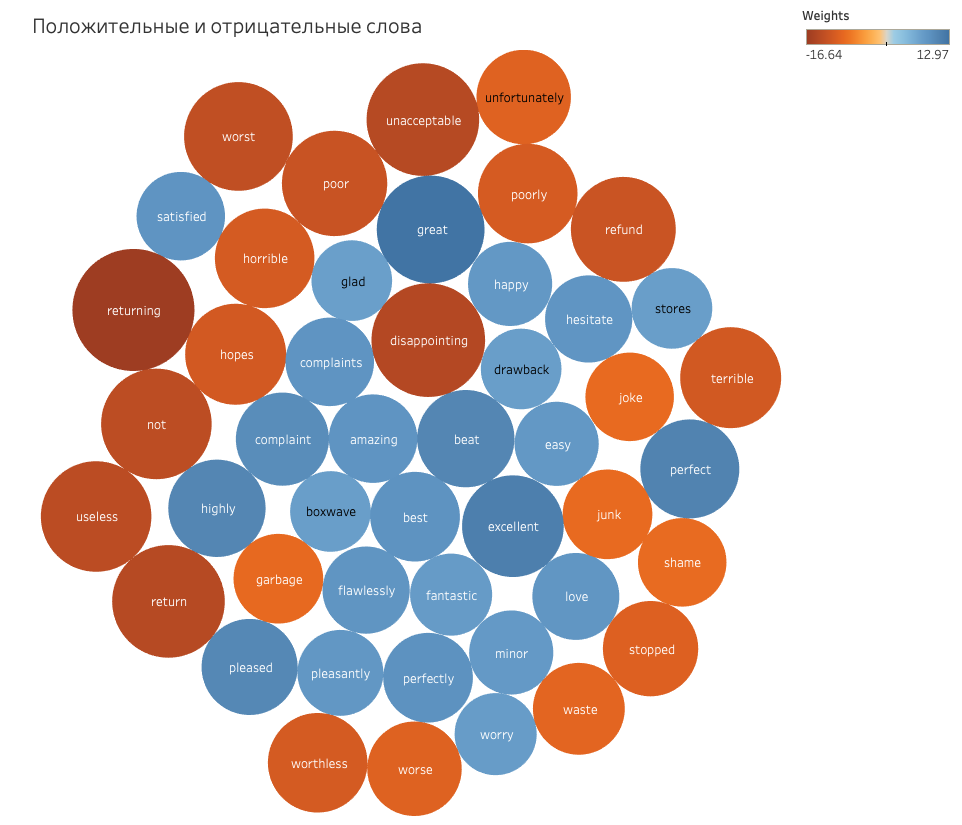 Положительные и отрицательные слова
Weights
-16.64 12.97
unfortunately
unacceptable
worst
poor
poorly
satisfied
great
refund
horrible
glad
happy
returning
stores
hesitate
disappointing
hopes
complaints
drawback
terrible
joke
not
complaint
amazing
beat
easy
perfect
highly
boxwave
best
junk
useless
excellent
shame
garbage
flawlessly
fantastic
love
return
stopped
minor
pleased
pleasantly
perfectly
waste
worry
worthless
worse